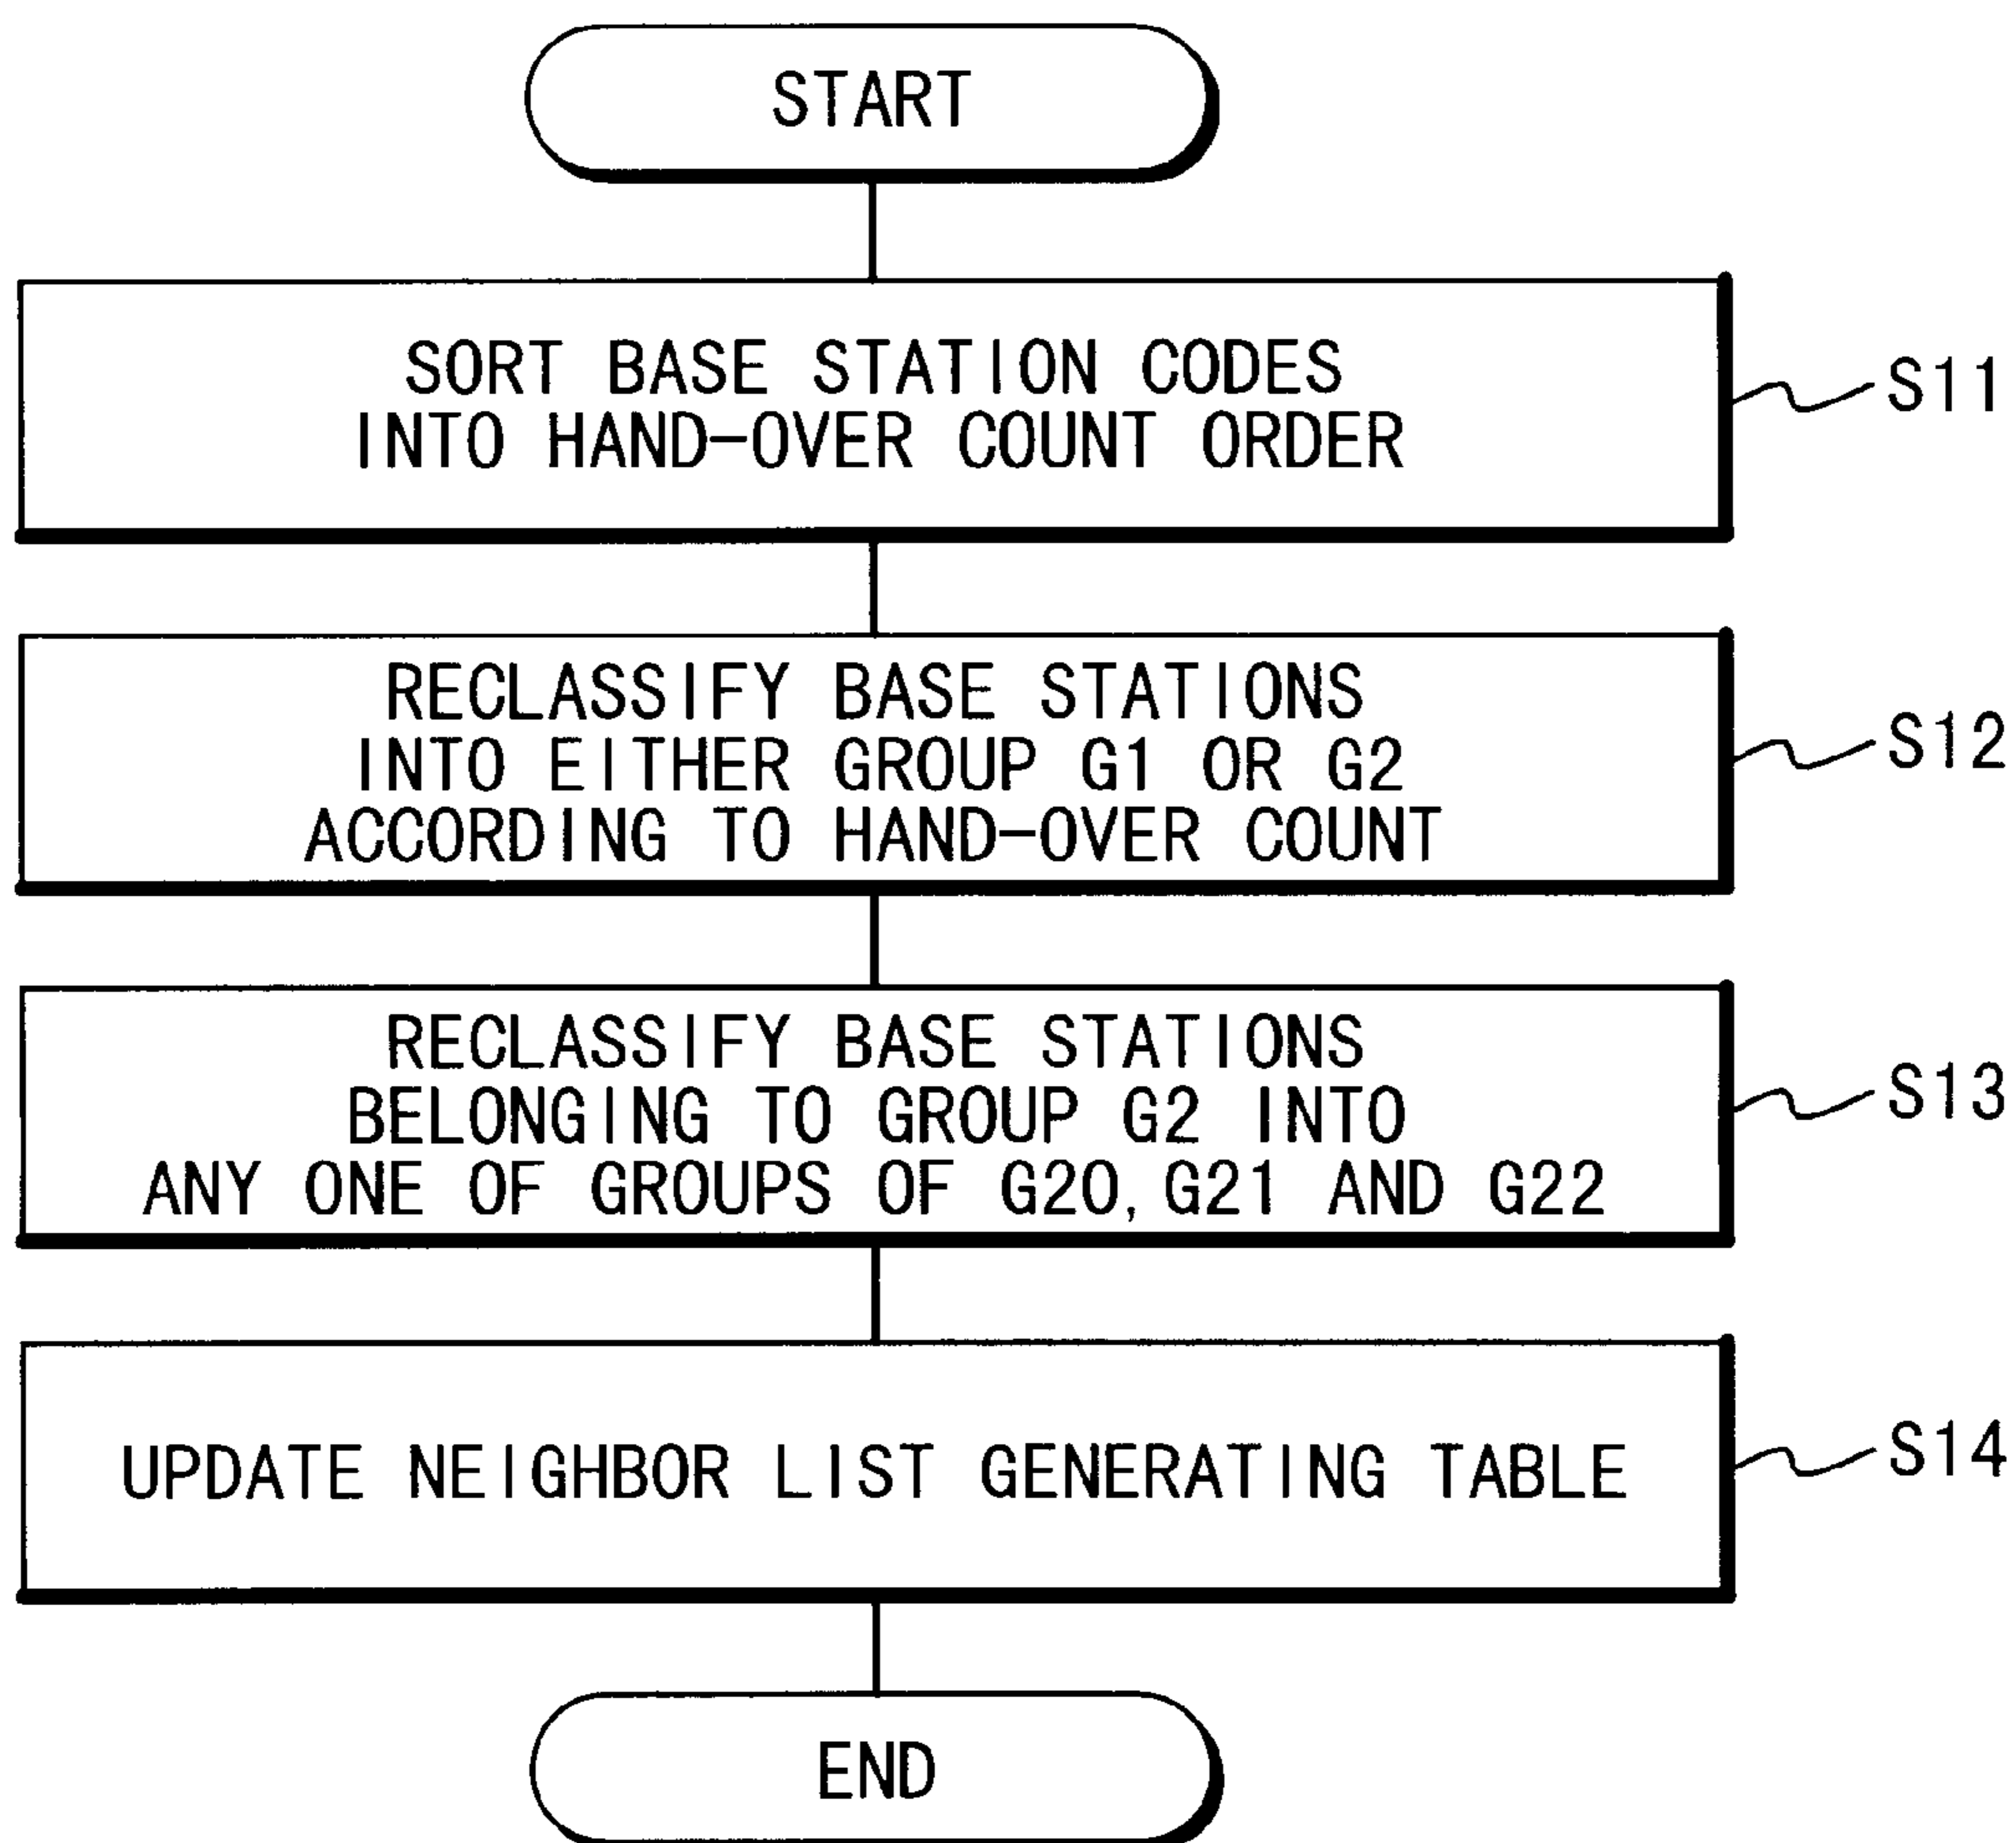 START
SORT BASE STATION CODES
INTO HAND-OVER COUNT ORDER
S11
RECLASSIFY BASE STATIONS
INTO EITHER GROUP G1 OR G2
ACCORDING TO HAND-OVER COUNT
S12
RECLASSIFY BASE STATIONS
BELONGING TO GROUP G2 INTO
ANY ONE OF GROUPS OF G20, G21 AND G22
S13
UPDATE NEIGHBOR LIST GENERATING TABLE
S14
END